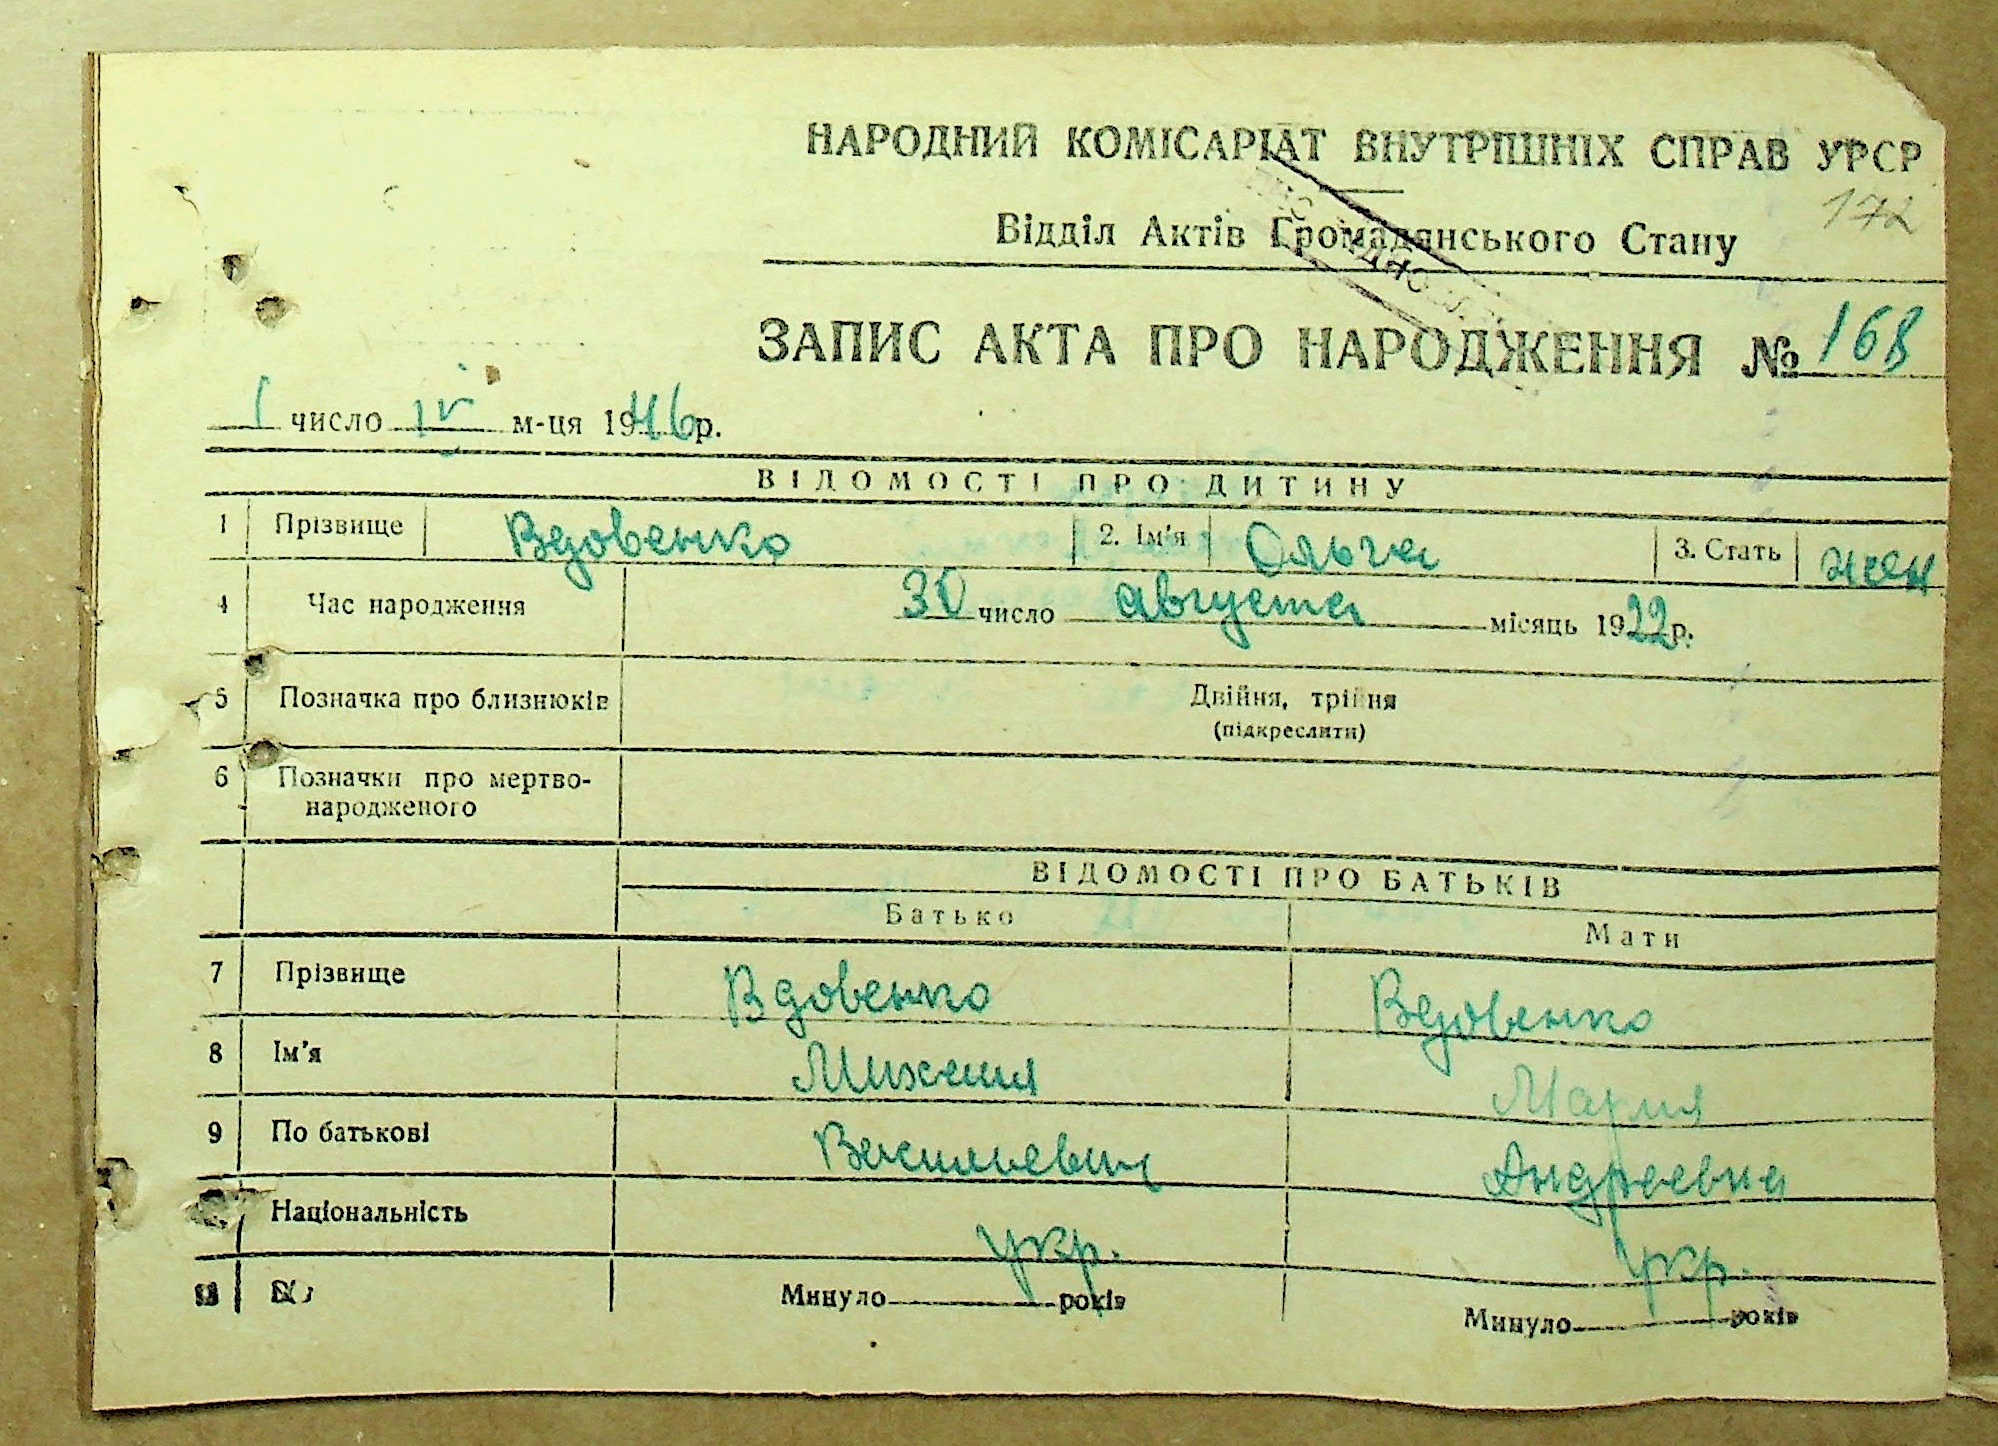 НАРОДНИЙ КОМІСАРІАТ ВНУТРІШНІХ СПРАВ УРСР
172
Відділ Актів Громадянського Стану
ЗАПИС АКТА ПРО НАРОДЖЕННЯ № 168
1 число IV м-ця 1946 р.
ВІДОМОСТІ ПРО ДИТИНУ
1 Прізвище Вдовенко 2. Ім'я Ольга 3. Стать жен
4 Час народження 30 число августа місяць 1922 р.
5 Позначка про близнюків Двійня, трійня
(підкреслити)
6 Позначки про мертво-
народженого
ВІДОМОСТІ ПРО БАТЬКІВ
Батько Мати
7 Прізвище Вдовенко Вдовенко
8 Ім'я Михаил Мария
9 По батькові Васильевич Андреевна
Національність укр. укр.
Минуло років Минуло років